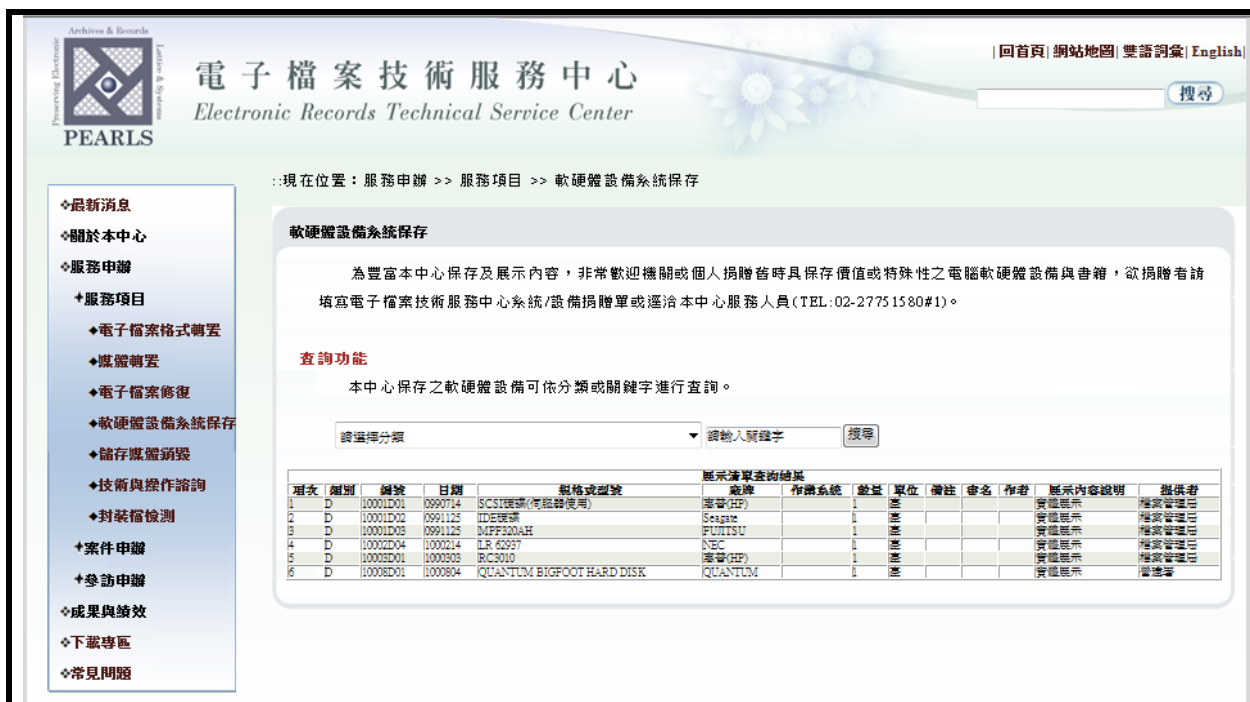 Archives & Records
Preserving Electronic
Lattice & Systems
PEARLS
電子檔案技術服務中心
Electronic Records Technical Service Center
|回首頁|網站地圖|雙語詞彙|English|
搜尋
::現在位置：服務申辦 >> 服務項目 >> 軟硬體設備系統保存
最新消息
關於本中心
服務申辦
服務項目
電子檔案格式轉置
媒體轉置
電子檔案修復
軟硬體設備系統保存
儲存媒體銷毀
技術與操作諮詢
封裝檔檢測
案件申辦
參訪申辦
成果與績效
下載專區
常見問題
軟硬體設備系統保存
為豐富本中心保存及展示內容，非常歡迎機關或個人捐贈舊時具保存價值或特殊性之電腦軟硬體設備與書籍，欲捐贈者請
填寫電子檔案技術服務中心系統/設備捐贈單或逕洽本中心服務人員(TEL:02-27751580#1)。
查詢功能
本中心保存之軟硬體設備可依分類或關鍵字進行查詢。
請選擇分類 請輸入關鍵字 搜尋
展示清單查詢結果
項次 組別 編號 日期 規格或型號 廠牌 作業系統 數量 單位 備註 書名 作者 展示內容說明 提供者
1 D 10001D01 0990714 SCSI硬碟(伺服器使用) 惠普(HP) 1 臺 實體展示 檔案管理局
2 D 10001D02 0991125 IDE硬碟 Seagate 1 臺 實體展示 檔案管理局
3 D 10001D03 0991125 MPF320AH FUJITSU 1 臺 實體展示 檔案管理局
4 D 10002D04 1000214 LR 62937 NEC 1 臺 實體展示 檔案管理局
5 D 10003D01 1000303 RC3010 惠普(HP) 1 臺 實體展示 檔案管理局
6 D 10008D01 1000804 QUANTUM BIGFOOT HARD DISK QUANTUM 1 臺 實體展示 營建署